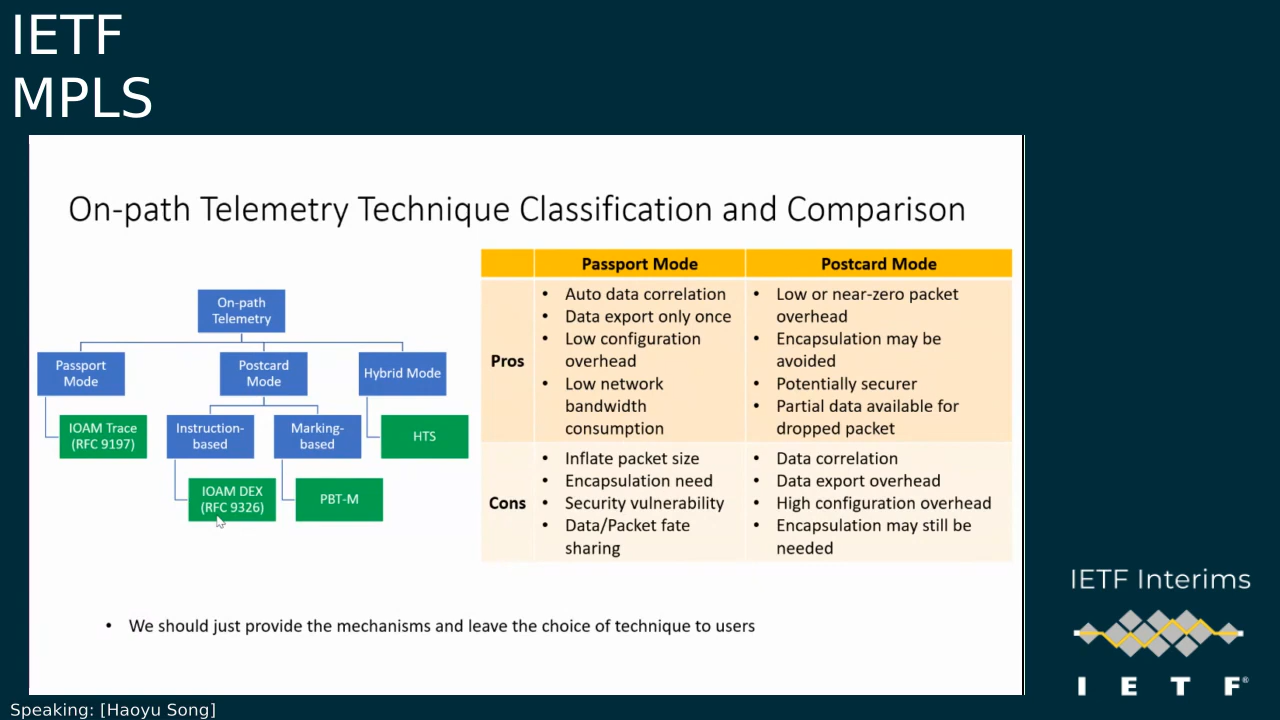 IETF
MPLS
On-path Telemetry Technique Classification and Comparison
On-path
Telemetry
Passport
Mode
Postcard
Mode
Hybrid Mode
IOAM Trace
(RFC 9197)
Instruction-
based
Marking-
based
HTS
IOAM DEX
(RFC 9326)
PBT-M
Passport Mode
Postcard Mode
Pros
• Auto data correlation
• Data export only once
• Low configuration
overhead
• Low network
bandwidth
consumption
• Low or near-zero packet
overhead
• Encapsulation may be
avoided
• Potentially securer
• Partial data available for
dropped packet
Cons
• Inflate packet size
• Encapsulation need
• Security vulnerability
• Data/Packet fate
sharing
• Data correlation
• Data export overhead
• High configuration overhead
• Encapsulation may still be
needed
• We should just provide the mechanisms and leave the choice of technique to users
IETF Interims
I E T F®
Speaking: [Haoyu Song]